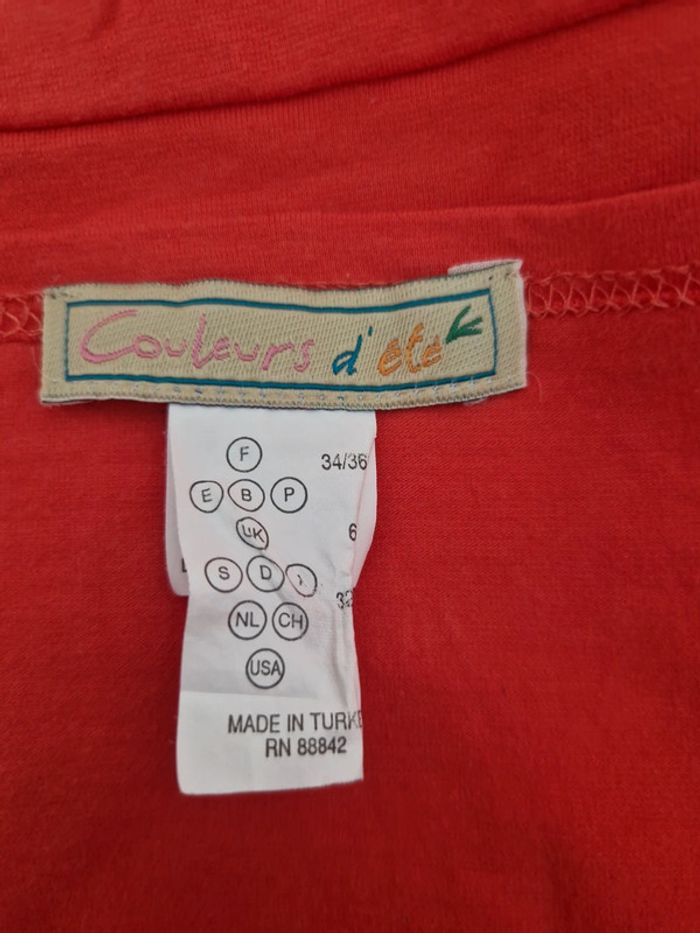 Couleurs d'été
F 34/36
E B P
UK 6
S D
NL CH
USA
MADE IN TURKE
RN 88842